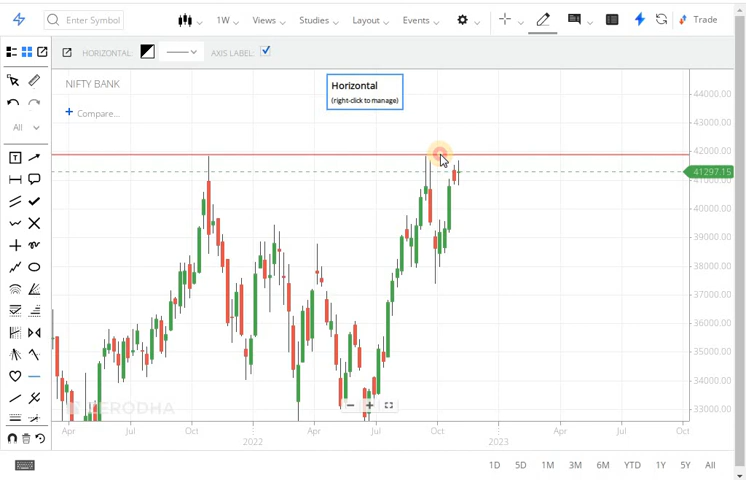 Enter Symbol
1W
Views
Studies
Layout
Events
Trade
HORIZONTAL:
AXIS LABEL:
NIFTY BANK
Compare...
Horizontal
(right-click to manage)
All
T
44000.00
43000.00
42000.00
41297.15
41000.00
40000.00
39000.00
38000.00
37000.00
36000.00
35000.00
34000.00
33000.00
ZERODHA
Apr Jul Oct Apr Jul Oct Apr Jul Oct
2022 2023
1D 5D 1M 3M 6M YTD 1Y 5Y All